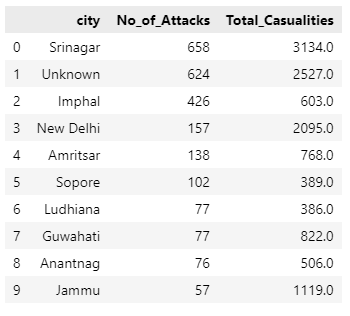 city No_of_Attacks Total_Casualities
0 Srinagar 658 3134.0
1 Unknown 624 2527.0
2 Imphal 426 603.0
3 New Delhi 157 2095.0
4 Amritsar 138 768.0
5 Sopore 102 389.0
6 Ludhiana 77 386.0
7 Guwahati 77 822.0
8 Anantnag 76 506.0
9 Jammu 57 1119.0